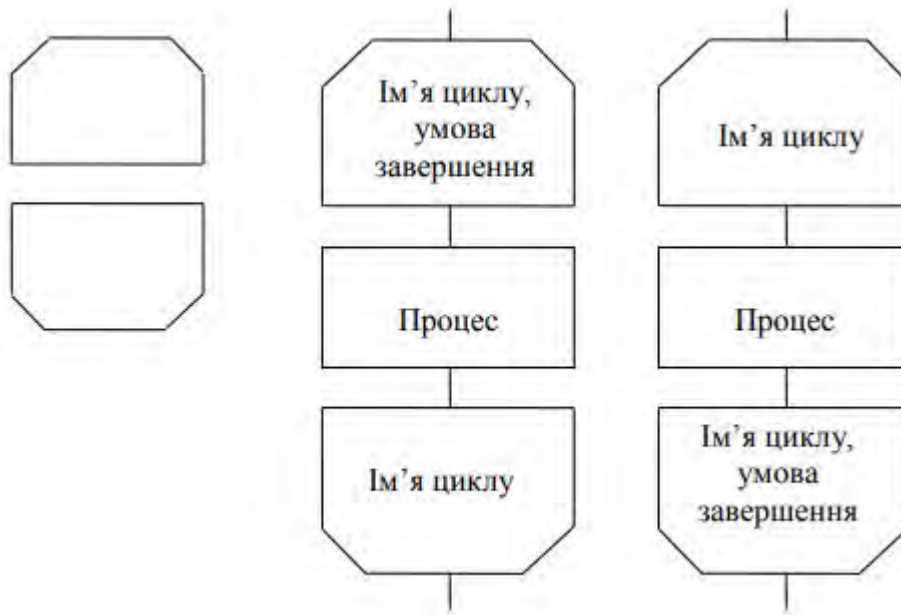 Ім’я циклу,
умова
завершення
Процес
Ім’я циклу
Ім’я циклу
Процес
Ім’я циклу,
умова
завершення